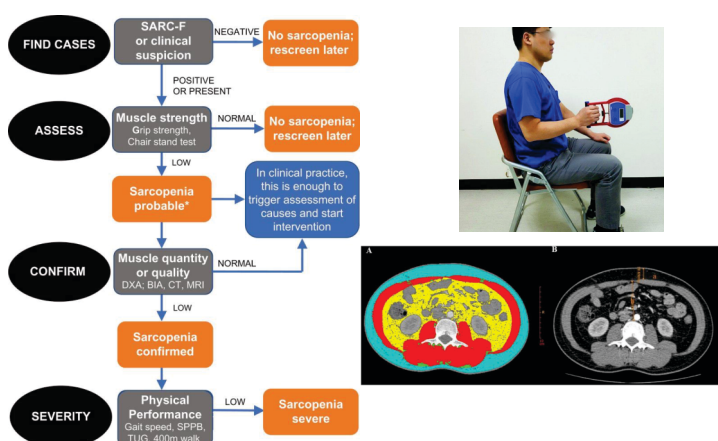 FIND CASES
SARC-F
or clinical
suspicion
NEGATIVE
No sarcopenia;
rescreen later
POSITIVE
OR PRESENT
ASSESS
Muscle strength
Grip strength,
Chair stand test
NORMAL
No sarcopenia;
rescreen later
LOW
Sarcopenia
probable*
In clinical practice,
this is enough to
trigger assessment of
causes and start
intervention
CONFIRM
Muscle quantity
or quality
DXA; BIA, CT, MRI
NORMAL
LOW
Sarcopenia
confirmed
SEVERITY
Physical
Performance
Gait speed, SPPB,
TUG, 400m walk
LOW
Sarcopenia
severe
A
B